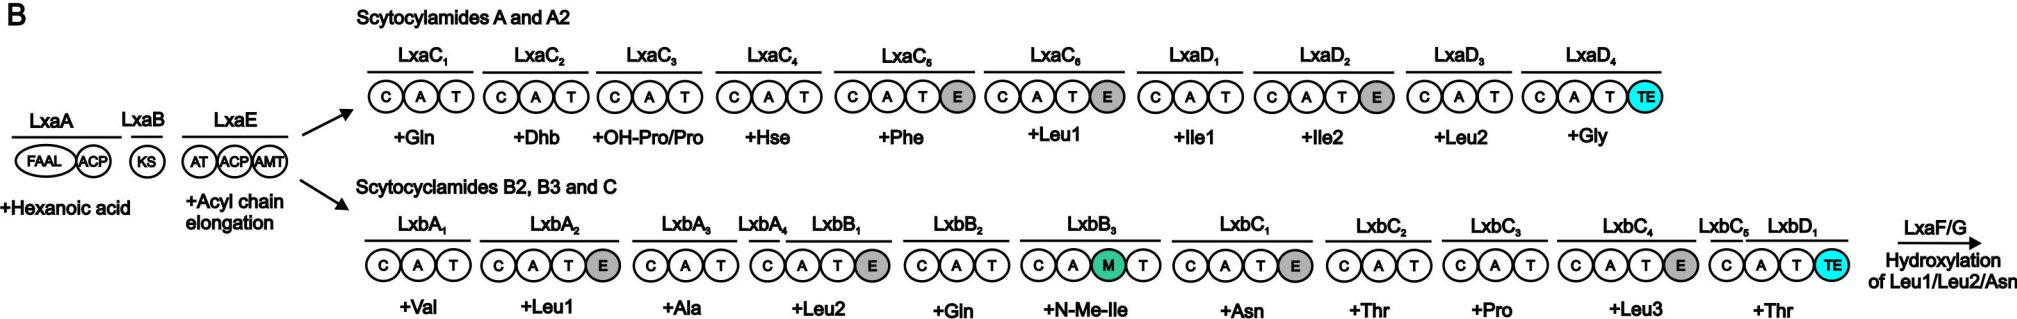 B
Scytocylamides A and A2
LxaC1 LxaC2 LxaC3 LxaC4 LxaC5 LxaC6 LxaD1 LxaD2 LxaD3 LxaD4
C A T C A T C A T C A T C A T E C A T E C A T C A T E C A T C A T TE
+Gln +Dhb +OH-Pro/Pro +Hse +Phe +Leu1 +Ile1 +Ile2 +Leu2 +Gly
LxaA LxaB LxaE
FAAL ACP KS AT ACP AMT
+Hexanoic acid
+Acyl chain
elongation
Scytocyclamides B2, B3 and C
LxbA1 LxbA2 LxbA3 LxbA4 LxbB1 LxbB2 LxbB3 LxbC1 LxbC2 LxbC3 LxbC4 LxbC5 LxbD1
C A T C A T E C A T C A T E C A T C A M T C A T E C A T C A T C A T E C A T TE
+Val +Leu1 +Ala +Leu2 +Gln +N-Me-Ile +Asn +Thr +Pro +Leu3 +Thr
LxaF/G
Hydroxylation
of Leu1/Leu2/Asn